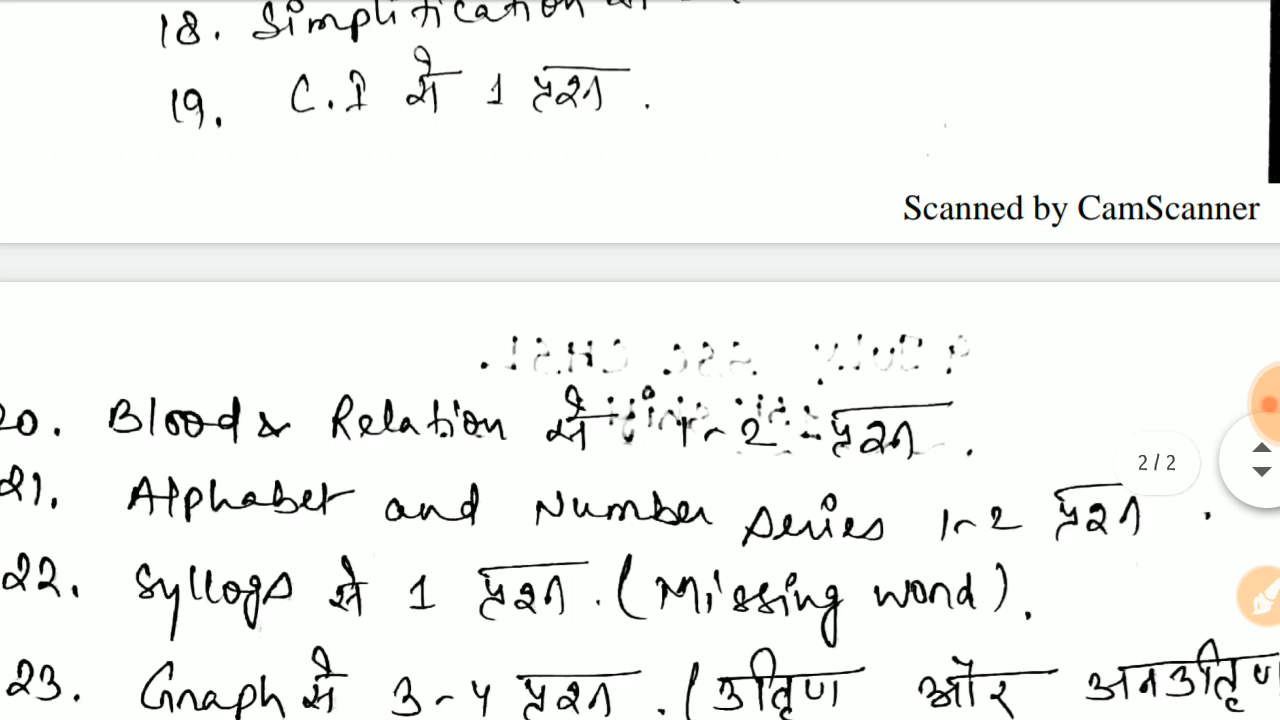 18. Simplification
19. C.I से 1 प्रश्न .
Scanned by CamScanner
20. Blood & Relation से 1-2 प्रश्न .
2/2
21. Alphabet and Number series 1-2 प्रश्न .
22. Syllogs से 1 प्रश्न . (Missing word).
23. Graph से 3-4 प्रश्न . (उतीृण और अनउतीृण